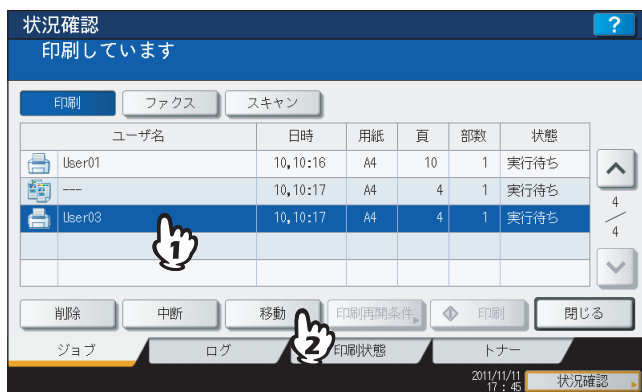 状況確認 ?
印刷しています
印刷 ファクス スキャン
ユーザ名 日時 用紙 頁 部数 状態
User01 10,10:16 A4 10 1 実行待ち
--- 10,10:17 A4 4 1 実行待ち
User03 10,10:17 A4 4 1 実行待ち
4
4
1
削除 中断 移動 印刷再開条件 印刷 閉じる
2
ジョブ ログ 印刷状態 トナー
2011/11/11
17:45 状況確認